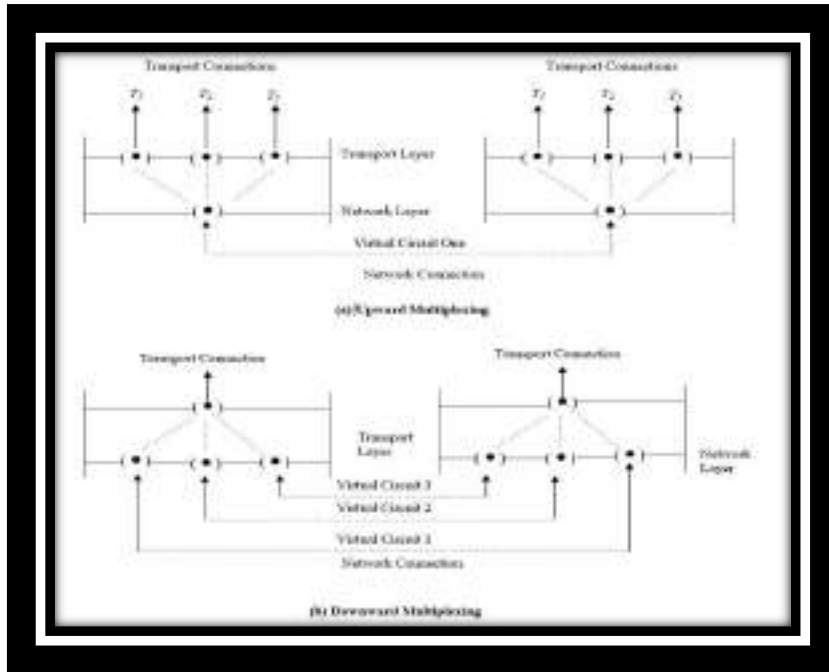 Transport Connections Transport Connections
T1 T2 T3 T1 T2 T3
Transport Layer
Network Layer
Virtual Circuit One
Network Connection
(a) Upward Multiplexing
Transport Connection Transport Connection
Transport
Layer
Network
Layer
Virtual Circuit 3
Virtual Circuit 2
Virtual Circuit 1
Network Connection
(b) Downward Multiplexing